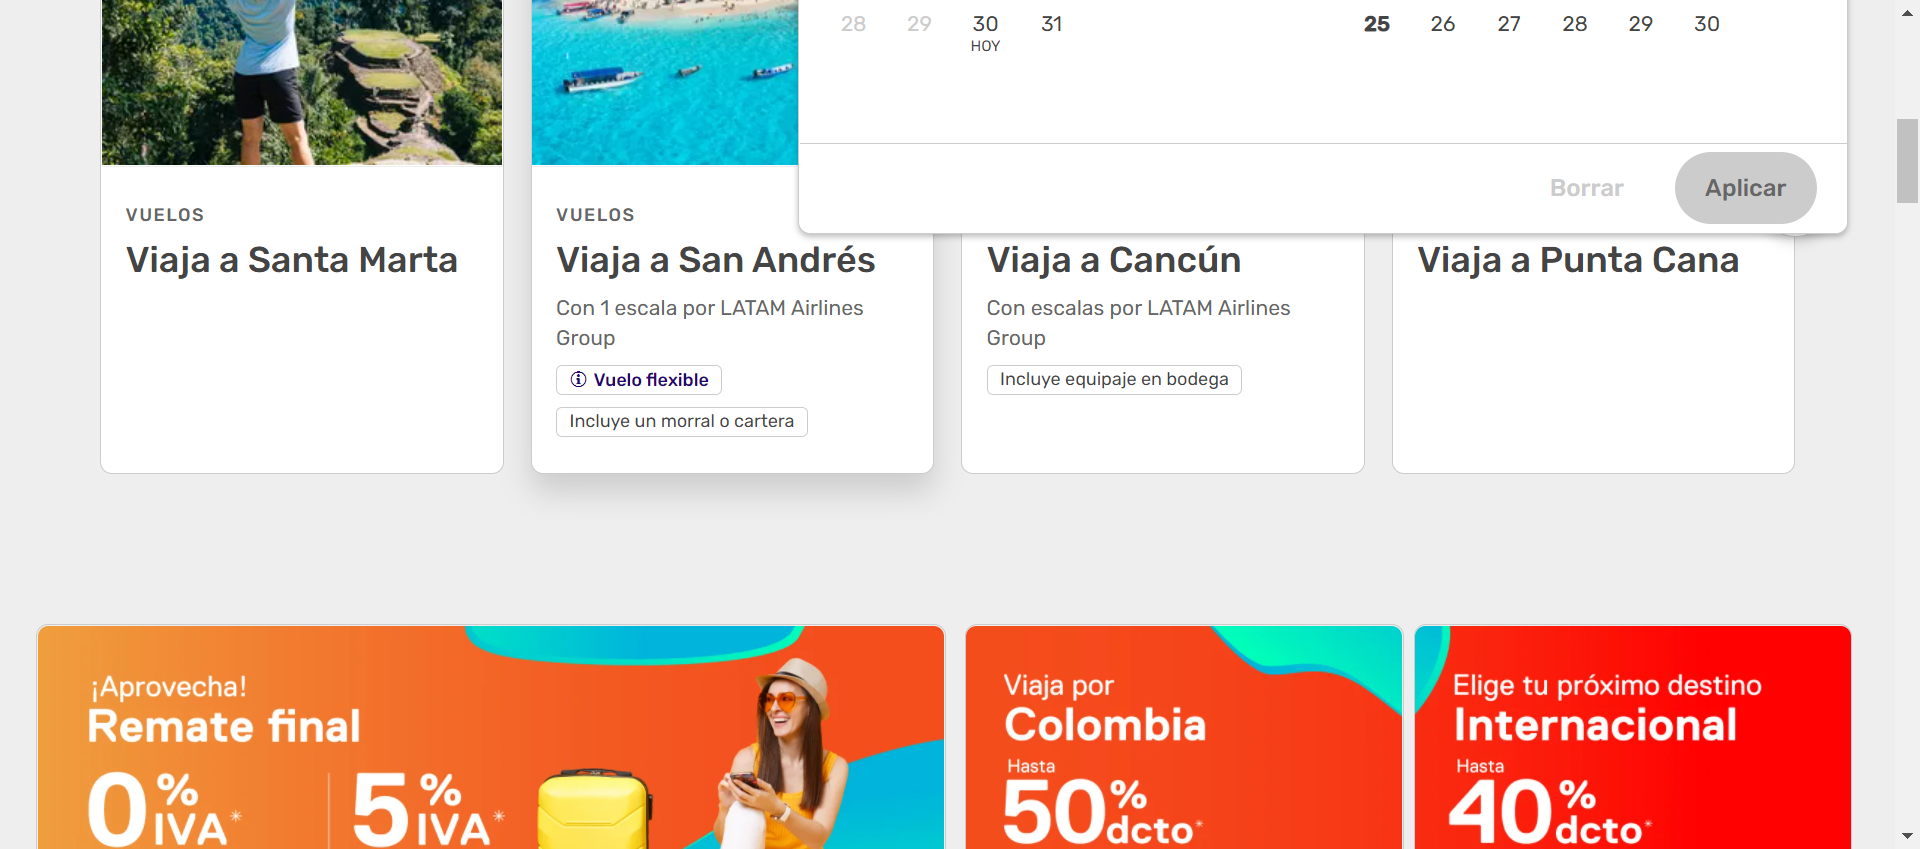 28 29 30 31 25 26 27 28 29 30
HOY
Borrar Aplicar
VUELOS
Viaja a Santa Marta
VUELOS
Viaja a San Andrés
Con 1 escala por LATAM Airlines
Group
Vuelo flexible
Incluye un morral o cartera
Viaja a Cancún
Con escalas por LATAM Airlines
Group
Incluye equipaje en bodega
Viaja a Punta Cana
¡Aprovecha!
Remate final
0% IVA* 5% IVA*
Viaja por
Colombia
Hasta
50% dcto*
Elige tu próximo destino
Internacional
Hasta
40% dcto*